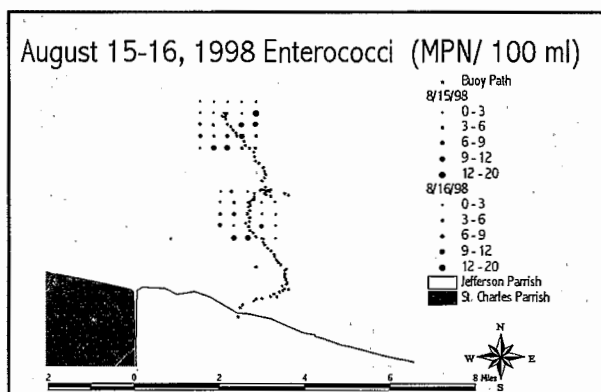 August 15-16, 1998 Enterococci (MPN/ 100 ml)
Buoy Path
8/15/98
0-3
3-6
6-9
9-12
12-20
8/16/98
0-3
3-6
6-9
9-12
12-20
Jefferson Parrish
St. Charles Parrish
N
W E
S
2 0 2 4 6 8 Miles